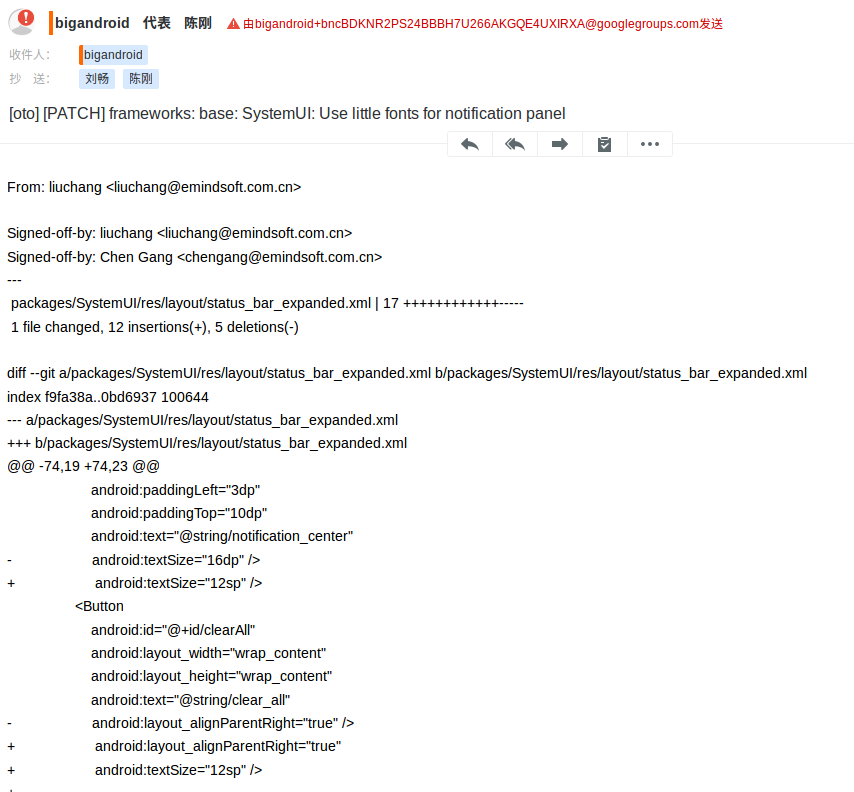 bigandroid 代表 陈刚 由bigandroid+bncBDKNR2PS24BBBH7U266AKGQE4UXIRXA@googlegroups.com发送
收件人： bigandroid
抄 送： 刘畅 陈刚
[oto] [PATCH] frameworks: base: SystemUI: Use little fonts for notification panel
From: liuchang <liuchang@emindsoft.com.cn>
Signed-off-by: liuchang <liuchang@emindsoft.com.cn>
Signed-off-by: Chen Gang <chengang@emindsoft.com.cn>
---
packages/SystemUI/res/layout/status_bar_expanded.xml | 17 ++++++++++++-----
1 file changed, 12 insertions(+), 5 deletions(-)
diff --git a/packages/SystemUI/res/layout/status_bar_expanded.xml b/packages/SystemUI/res/layout/status_bar_expanded.xml
index f9fa38a..0bd6937 100644
--- a/packages/SystemUI/res/layout/status_bar_expanded.xml
+++ b/packages/SystemUI/res/layout/status_bar_expanded.xml
@@ -74,19 +74,23 @@
android:paddingLeft="3dp"
android:paddingTop="10dp"
android:text="@string/notification_center"
- android:textSize="16dp" />
+ android:textSize="12sp" />
<Button
android:id="@+id/clearAll"
android:layout_width="wrap_content"
android:layout_height="wrap_content"
android:text="@string/clear_all"
- android:layout_alignParentRight="true" />
+ android:layout_alignParentRight="true"
+ android:textSize="12sp" />